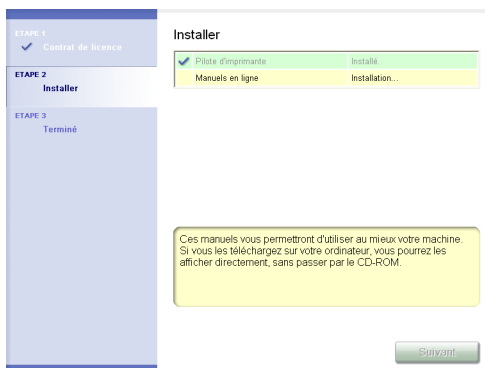 ETAPE 1
Contrat de licence
ETAPE 2
Installer
ETAPE 3
Terminé
Installer
Pilote d'imprimante Installé.
Manuels en ligne Installation...
Ces manuels vous permettront d'utiliser au mieux votre machine.
Si vous les téléchargez sur votre ordinateur, vous pourrez les
afficher directement, sans passer par le CD-ROM.
Suivant